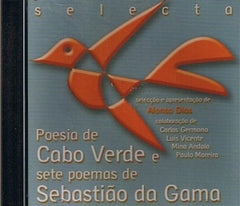 selecta
selecção e apresentação de
Afonso Dias
colaboração de
Carlos Germano
Luís Vicente
Mina Andala
Paulo Moreira
Poesia de
Cabo Verde e
sete poemas de
Sebastião da Gama